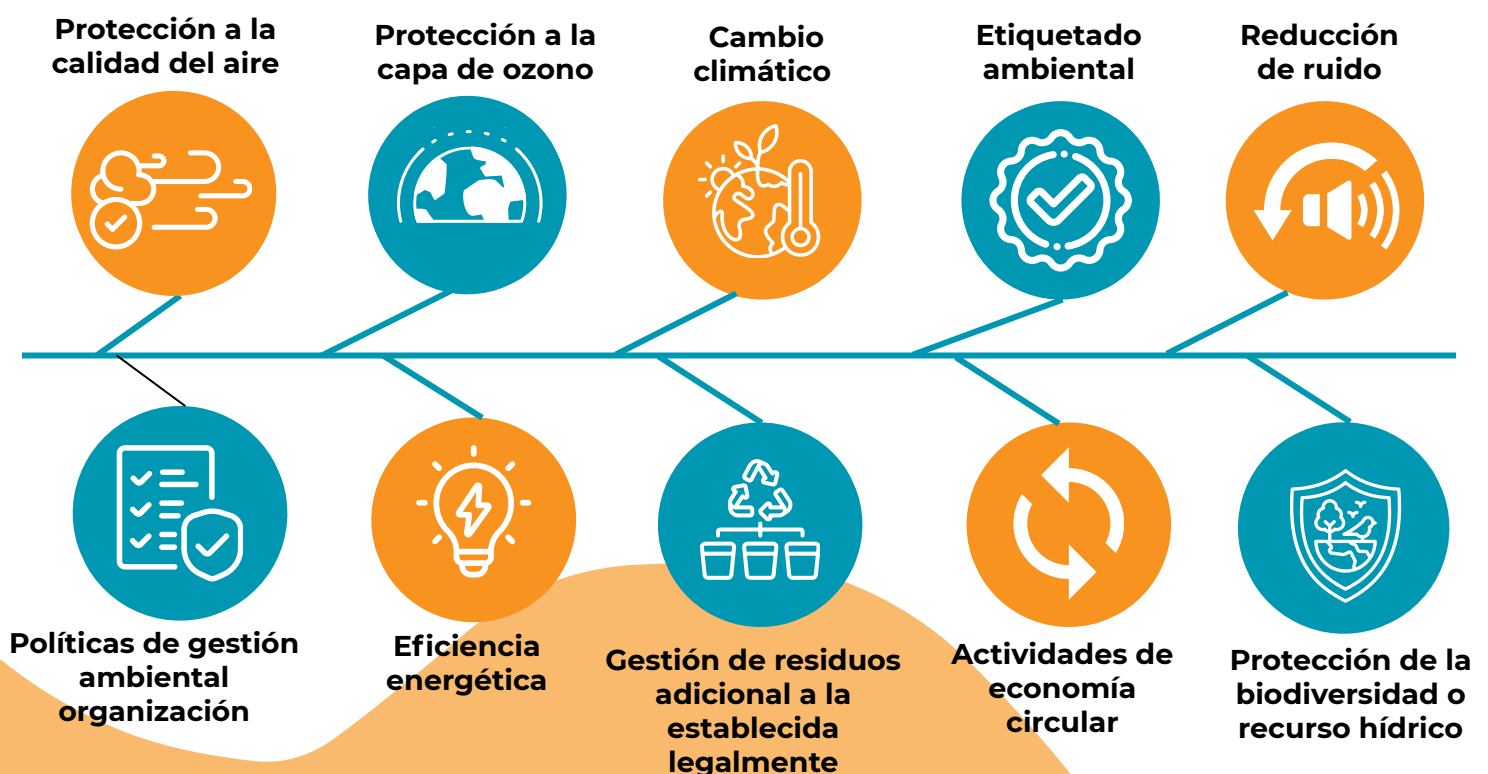 Protección a la
calidad del aire
Protección a la
capa de ozono
Cambio
climático
Etiquetado
ambiental
Reducción
de ruido
Políticas de gestión
ambiental
organización
Eficiencia
energética
Gestión de residuos
adicional a la
establecida
legalmente
Actividades de
economía
circular
Protección de la
biodiversidad o
recurso hídrico